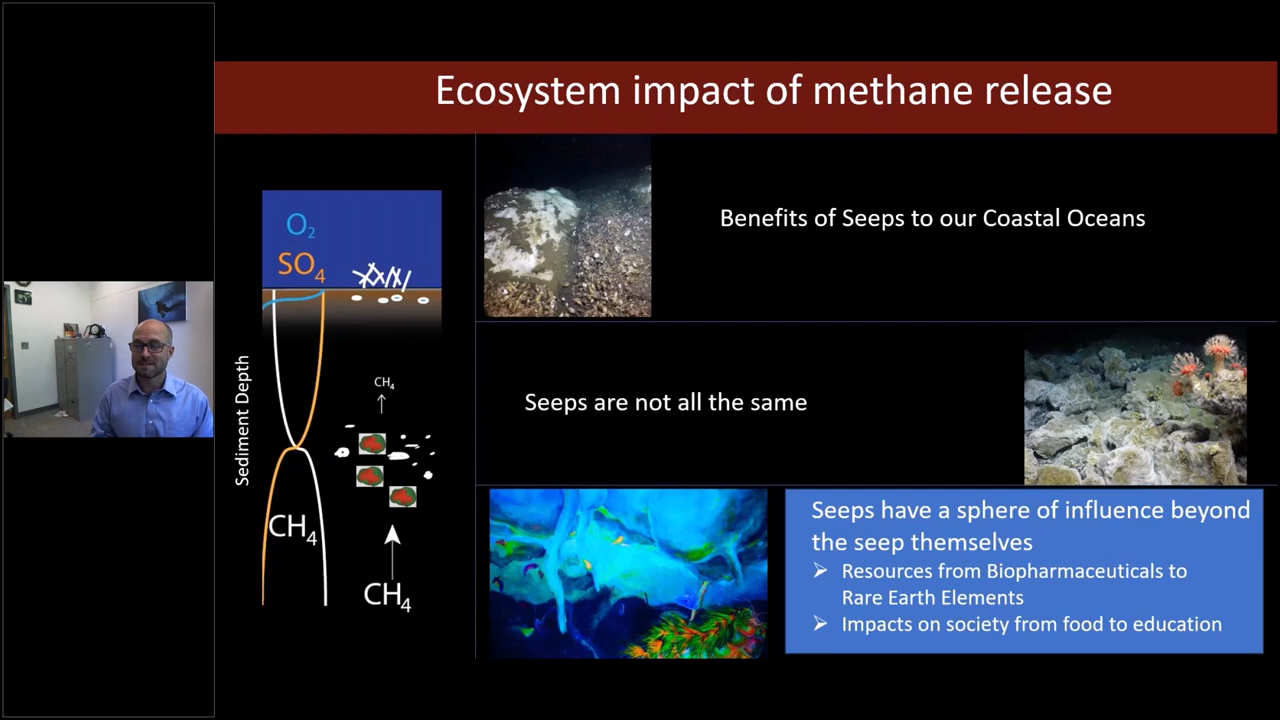 Ecosystem impact of methane release
O₂
SO₄
Sediment Depth
CH₄
CH₄
CH₄
Benefits of Seeps to our Coastal Oceans
Seeps are not all the same
Seeps have a sphere of influence beyond
the seep themselves
Resources from Biopharmaceuticals to
Rare Earth Elements
Impacts on society from food to education